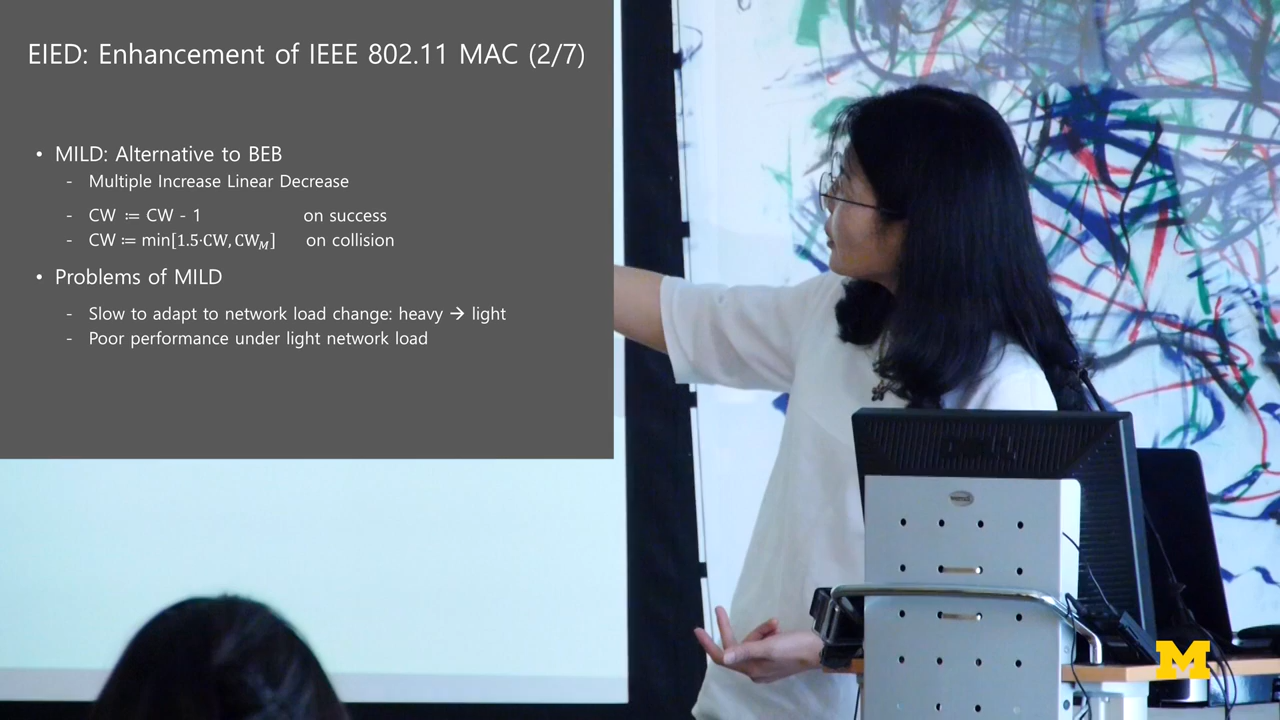 EIED: Enhancement of IEEE 802.11 MAC (2/7)
• MILD: Alternative to BEB
- Multiple Increase Linear Decrease
- CW ≔ CW - 1 on success
- CW ≔ min[1.5·CW, CW_M] on collision
• Problems of MILD
- Slow to adapt to network load change: heavy → light
- Poor performance under light network load
M